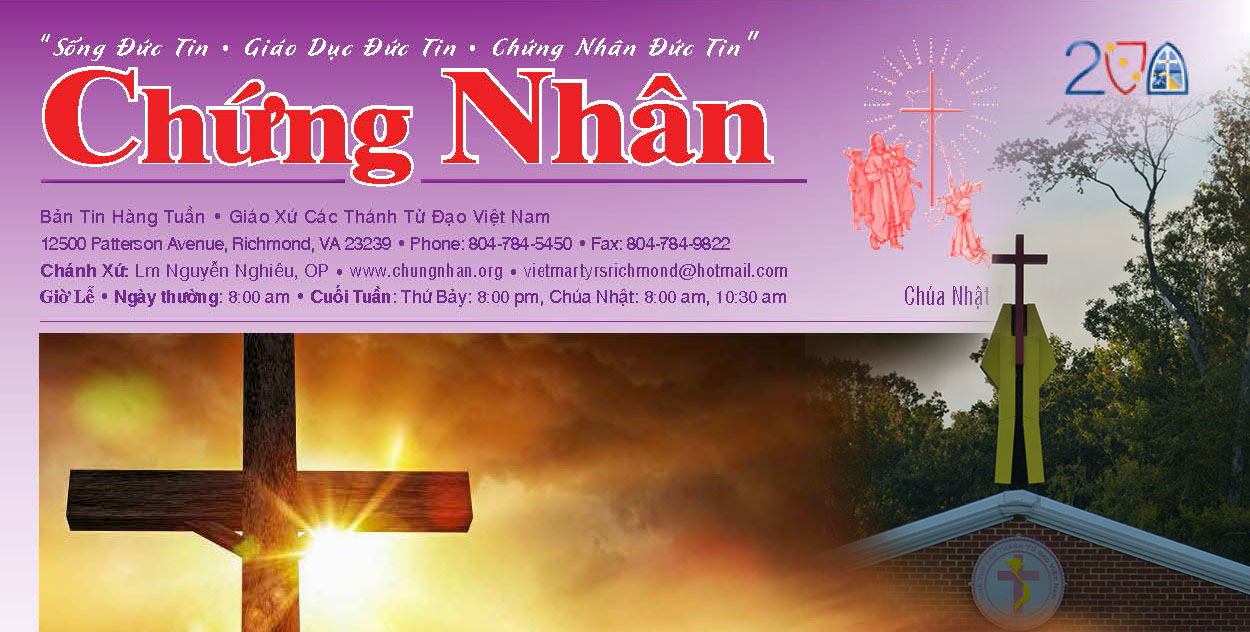 "Sống Đức Tin • Giáo Dục Đức Tin • Chứng Nhân Đức Tin"
Chứng Nhân
Bản Tin Hàng Tuần • Giáo Xứ Các Thánh Tử Đạo Việt Nam
12500 Patterson Avenue, Richmond, VA 23239 • Phone: 804-784-5450 • Fax: 804-784-9822
Chánh Xứ: Lm Nguyễn Nghiêu, OP • www.chungnhan.org • vietmartyrsrichmond@hotmail.com
Giờ Lễ • Ngày thường: 8:00 am • Cuối Tuần: Thứ Bảy: 8:00 pm, Chúa Nhật: 8:00 am, 10:30 am
200
Chúa Nhật